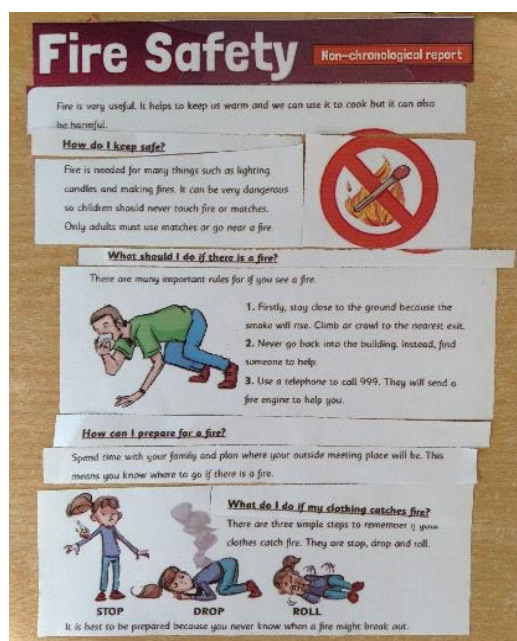 Fire Safety
Non-chronological report
Fire is very useful. It helps to keep us warm and we can use it to cook but it can also
be harmful.
How do I keep safe?
Fire is needed for many things such as lighting
candles and making fires. It can be very dangerous
so children should never touch fire or matches.
Only adults must use matches or go near a fire.
What should I do if there is a fire?
There are many important rules for if you see a fire.
1. Firstly, stay close to the ground because the
smoke will rise. Climb or crawl to the nearest exit.
2. Never go back into the building. Instead, find
someone to help.
3. Use a telephone to call 999. They will send a
fire engine to help you.
How can I prepare for a fire?
Spend time with your family and plan where your outside meeting place will be. This
means you know where to go if there is a fire.
What do I do if my clothing catches fire?
There are three simple steps to remember if your
clothes catch fire. They are stop, drop and roll.
STOP
DROP
ROLL
It is best to be prepared because you never know when a fire might break out.